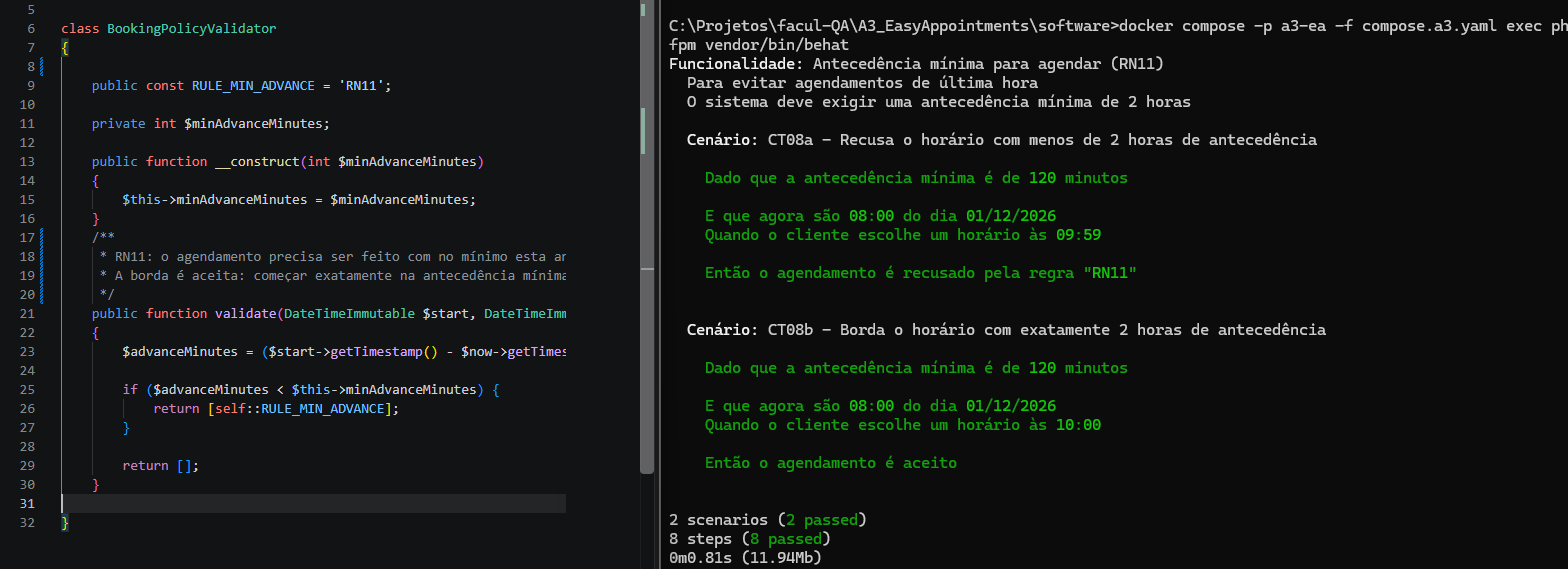 5
6 class BookingPolicyValidator
7 {
8
9 public const RULE_MIN_ADVANCE = 'RN11';
10
11 private int $minAdvanceMinutes;
12
13 public function __construct(int $minAdvanceMinutes)
14 {
15 $this->minAdvanceMinutes = $minAdvanceMinutes;
16 }
17 /**
18 * RN11: o agendamento precisa ser feito com no mínimo esta an
19 * A borda é aceita: começar exatamente na antecedência mínima
20 */
21 public function validate(DateTimeImmutable $start, DateTimeImm
22 {
23 $advanceMinutes = ($start->getTimestamp() - $now->getTimes
24
25 if ($advanceMinutes < $this->minAdvanceMinutes) {
26 return [self::RULE_MIN_ADVANCE];
27 }
28
29 return [];
30 }
31
32 }
C:\Projetos\facul-QA\A3_EasyAppointments\software>docker compose -p a3-ea -f compose.a3.yaml exec ph
fpm vendor/bin/behat
Funcionalidade: Antecedência mínima para agendar (RN11)
Para evitar agendamentos de última hora
O sistema deve exigir uma antecedência mínima de 2 horas
Cenário: CT08a - Recusa o horário com menos de 2 horas de antecedência
Dado que a antecedência mínima é de 120 minutos
E que agora são 08:00 do dia 01/12/2026
Quando o cliente escolhe um horário às 09:59
Então o agendamento é recusado pela regra "RN11"
Cenário: CT08b - Borda o horário com exatamente 2 horas de antecedência
Dado que a antecedência mínima é de 120 minutos
E que agora são 08:00 do dia 01/12/2026
Quando o cliente escolhe um horário às 10:00
Então o agendamento é aceito
2 scenarios (2 passed)
8 steps (8 passed)
0m0.81s (11.94Mb)